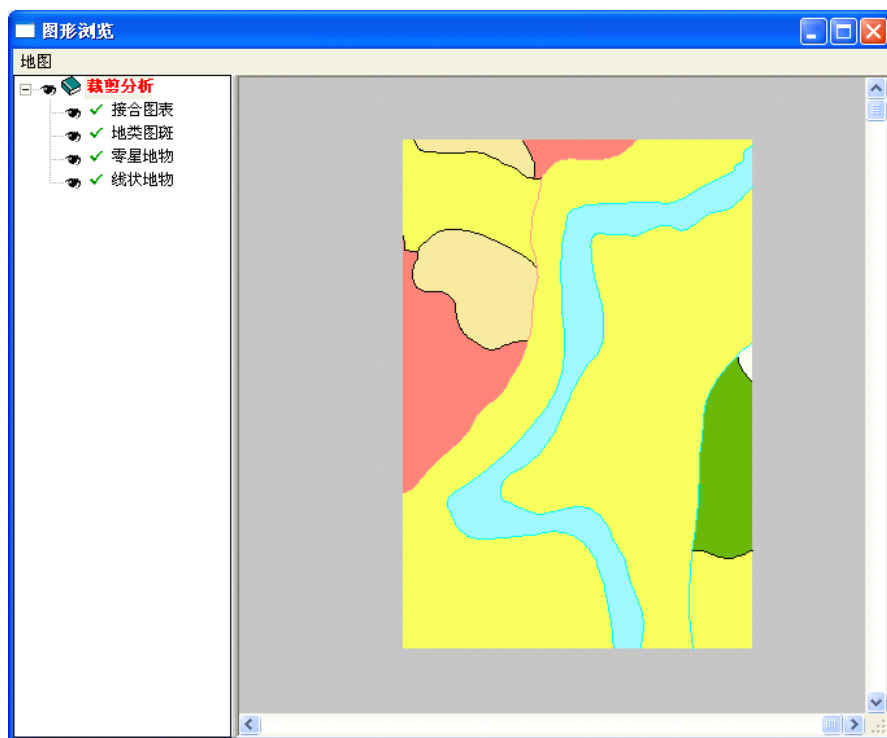 图形浏览
地图
裁剪分析
接合图表
地类图斑
零星地物
线状地物